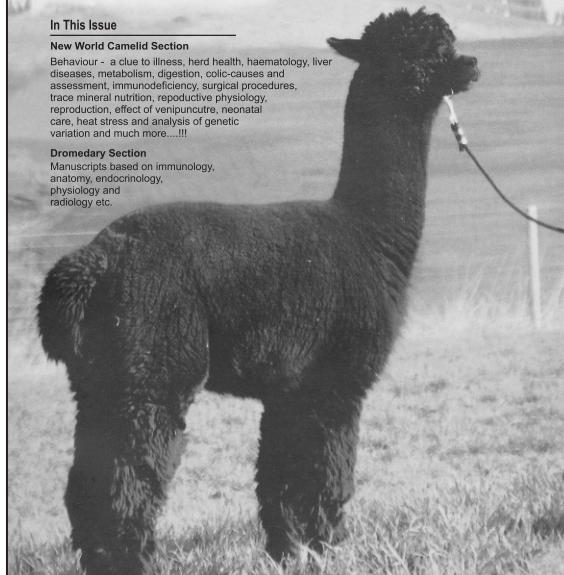 In This Issue
New World Camelid Section
Behaviour - a clue to illness, herd health, haematology, liver
diseases, metabolism, digestion, colic-causes and
assessment, immunodeficiency, surgical procedures,
trace mineral nutrition, repoductive physiology,
reproduction, effect of venipuncutre, neonatal
care, heat stress and analysis of genetic
variation and much more....!!!
Dromedary Section
Manuscripts based on immunology,
anatomy, endocrinology,
physiology and
radiology etc.